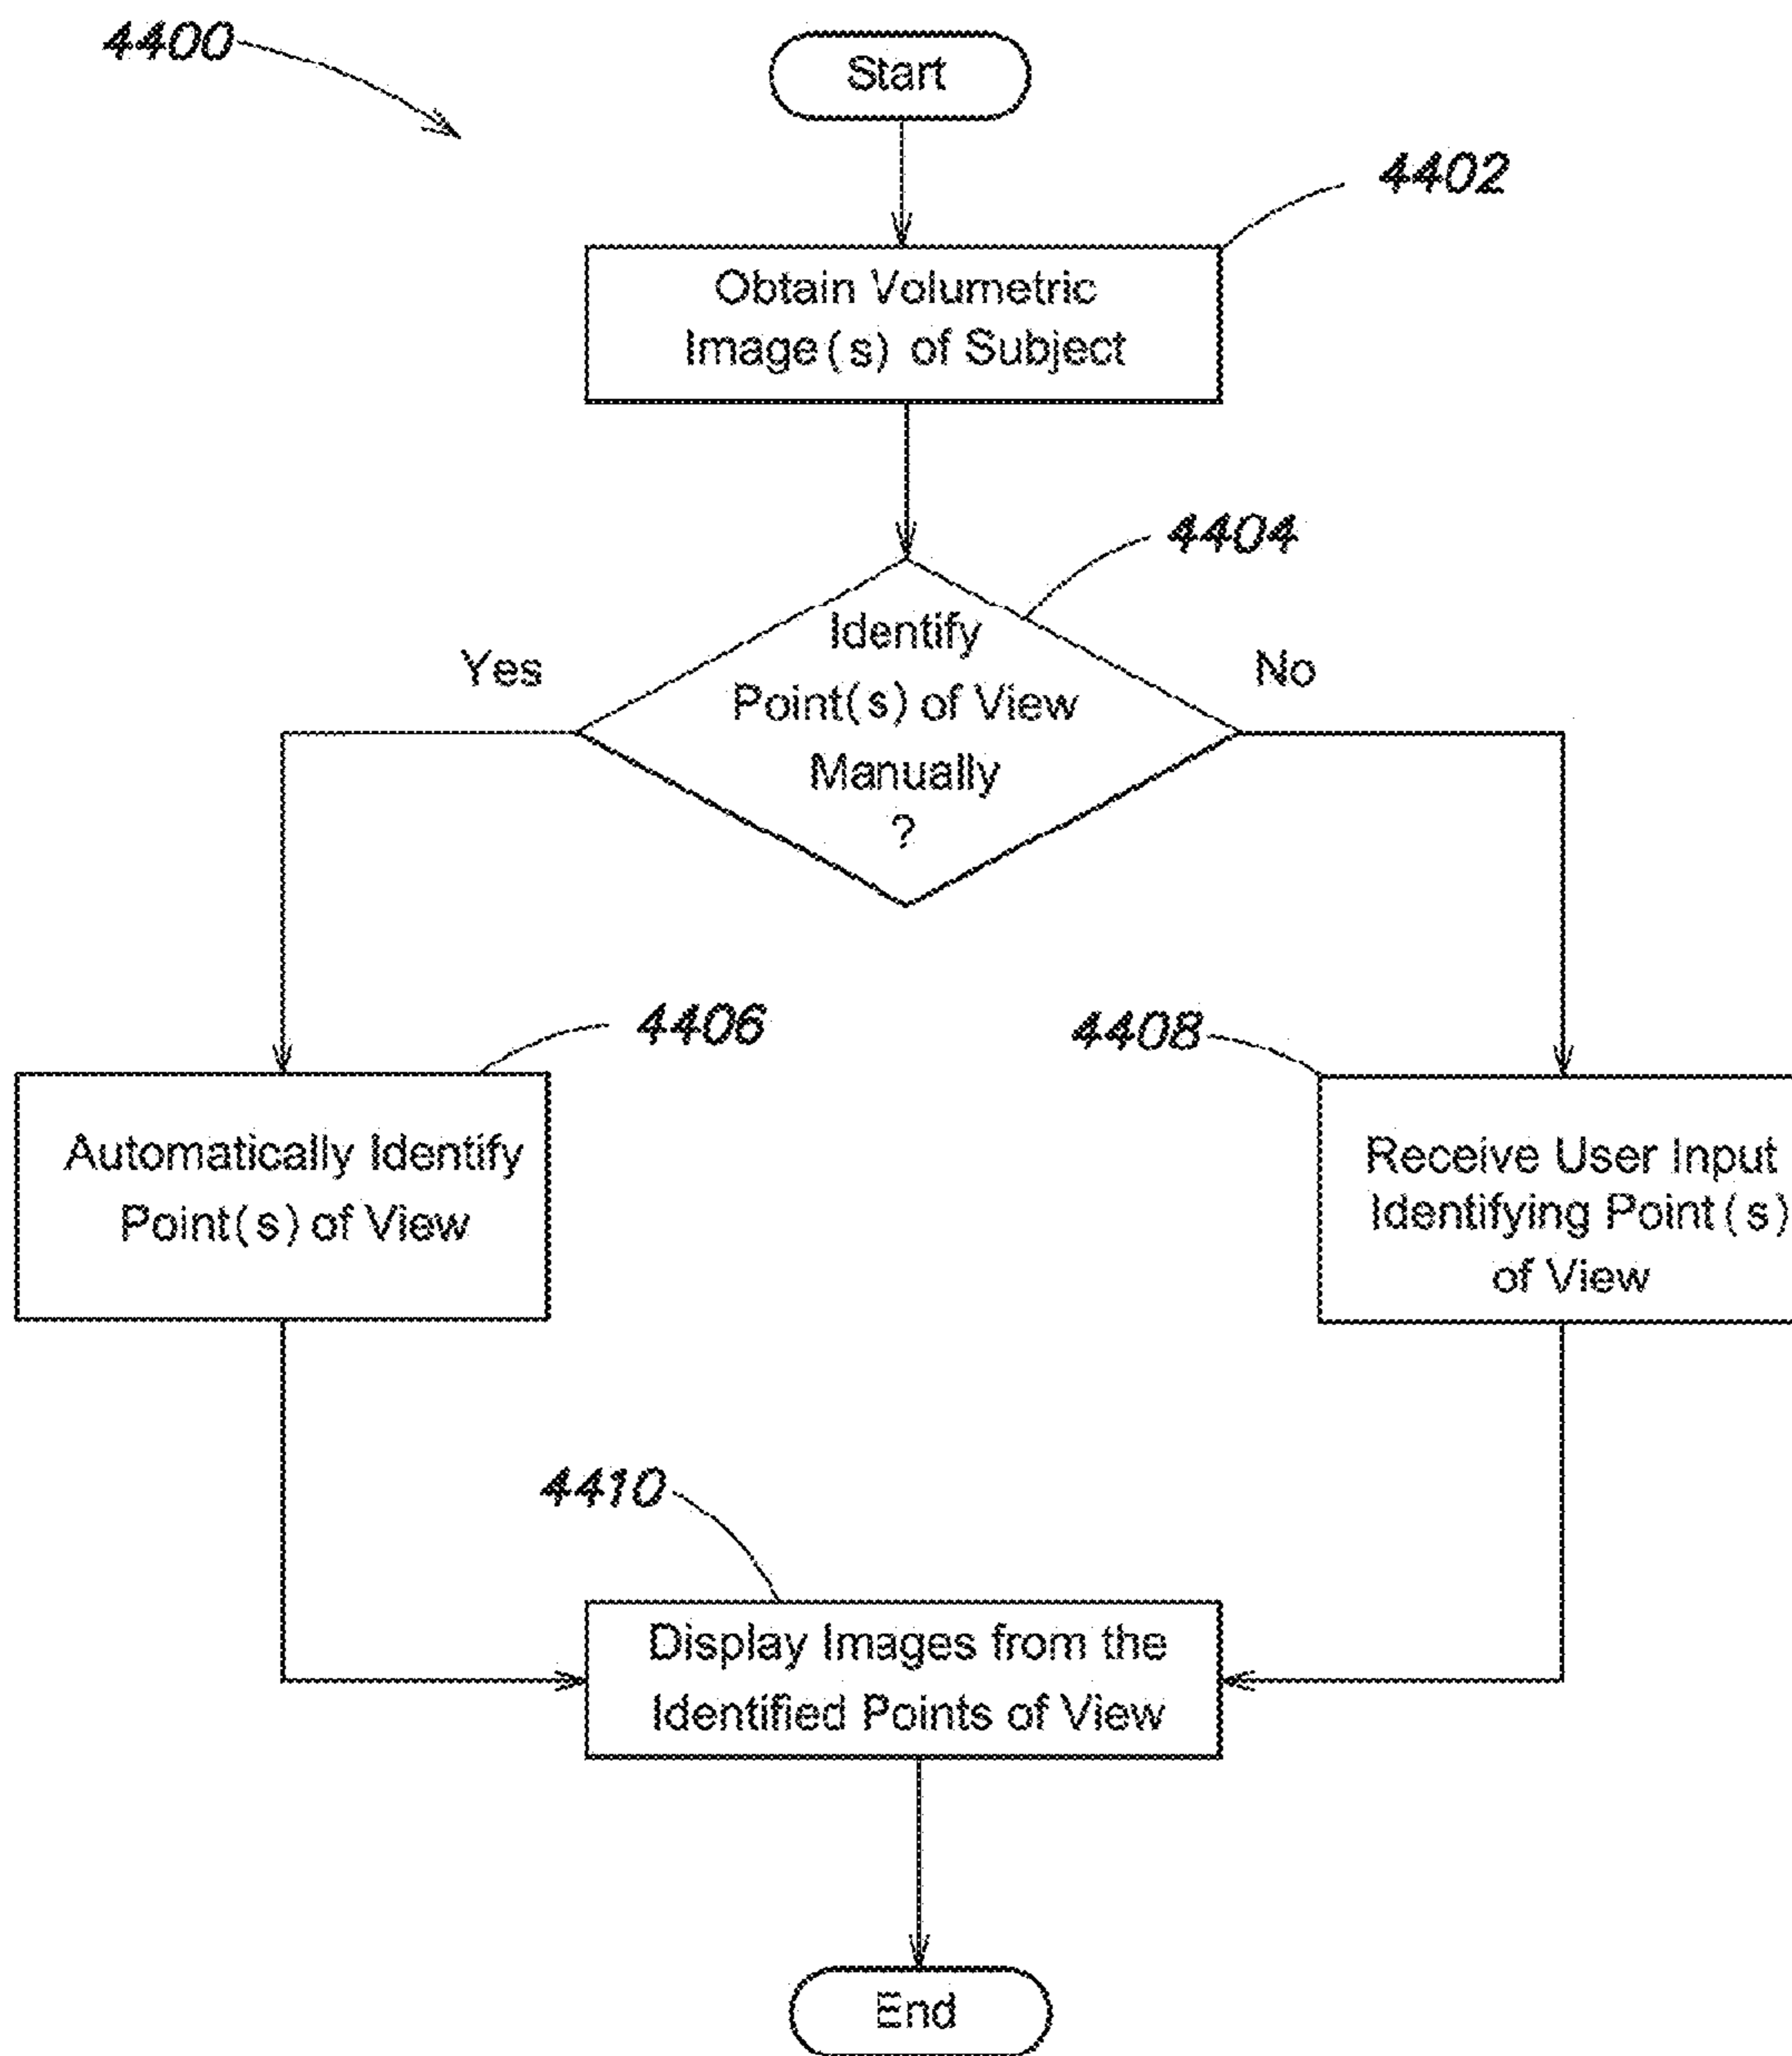 4400
Start
4402
Obtain Volumetric
Image(s) of Subject
4404
Identify
Point(s) of View
Manually
?
Yes
No
4406
4408
Automatically Identify
Point(s) of View
Receive User Input
Identifying Point(s)
of View
4410
Display Images from the
Identified Points of View
End